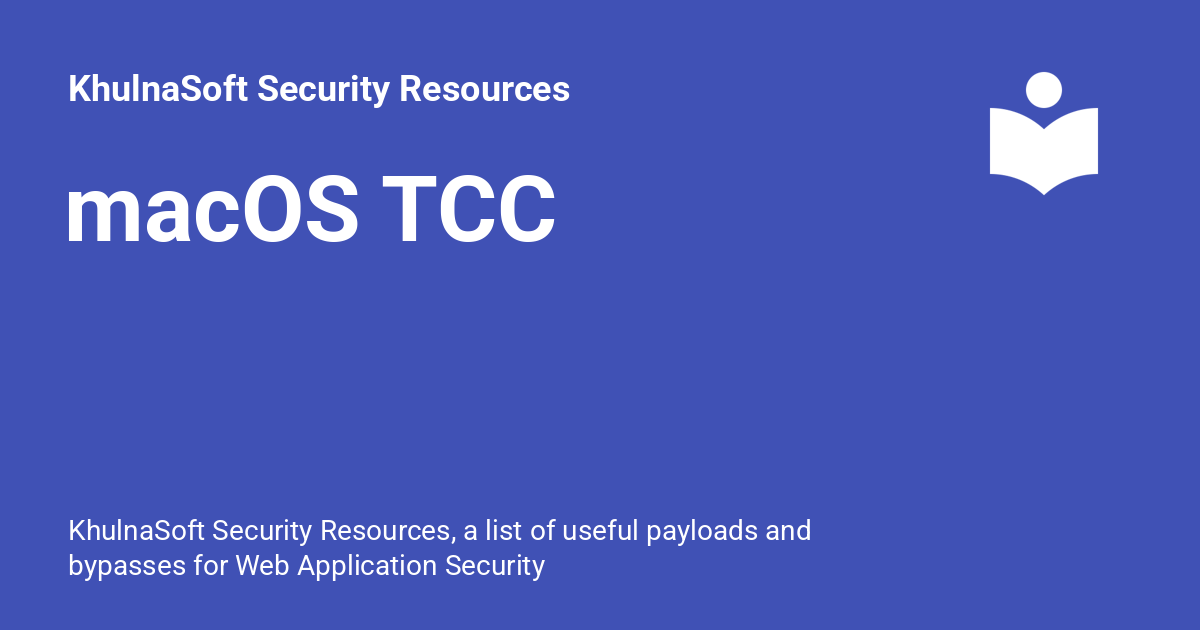 KhulnaSoft Security Resources
macOS TCC
KhulnaSoft Security Resources, a list of useful payloads and
bypasses for Web Application Security